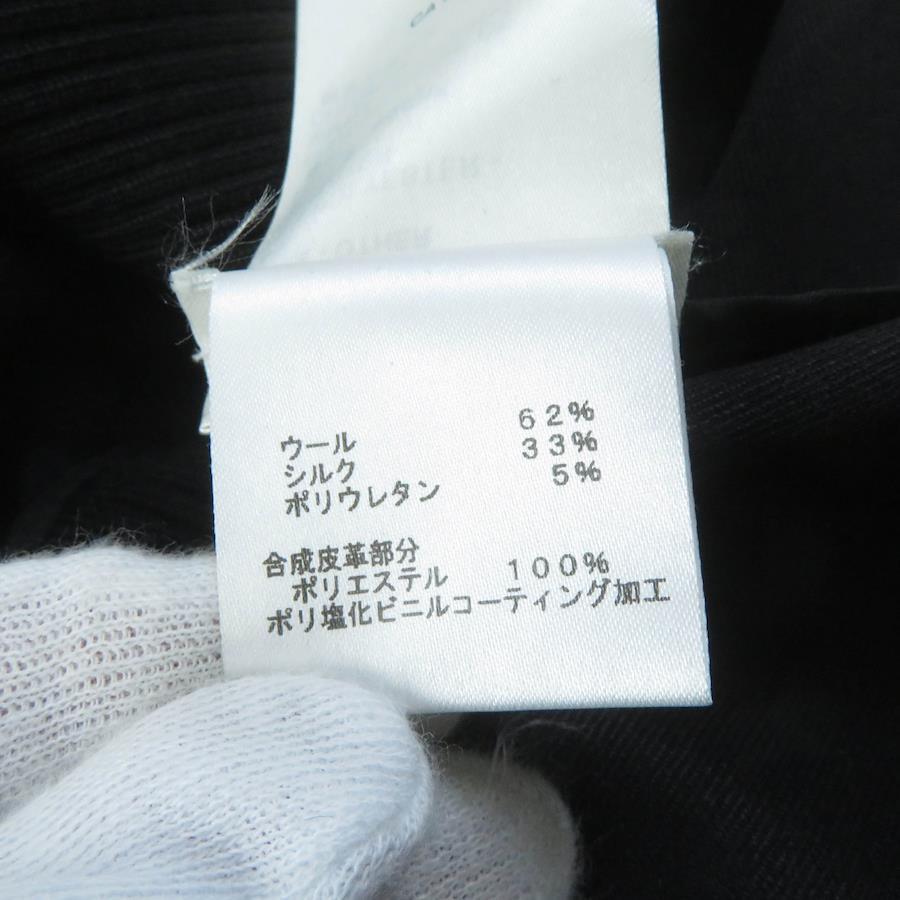 CA
ウール 62%
シルク 33%
ポリウレタン 5%
合成皮革部分
ポリエステル 100%
ポリ塩化ビニルコーティング加工